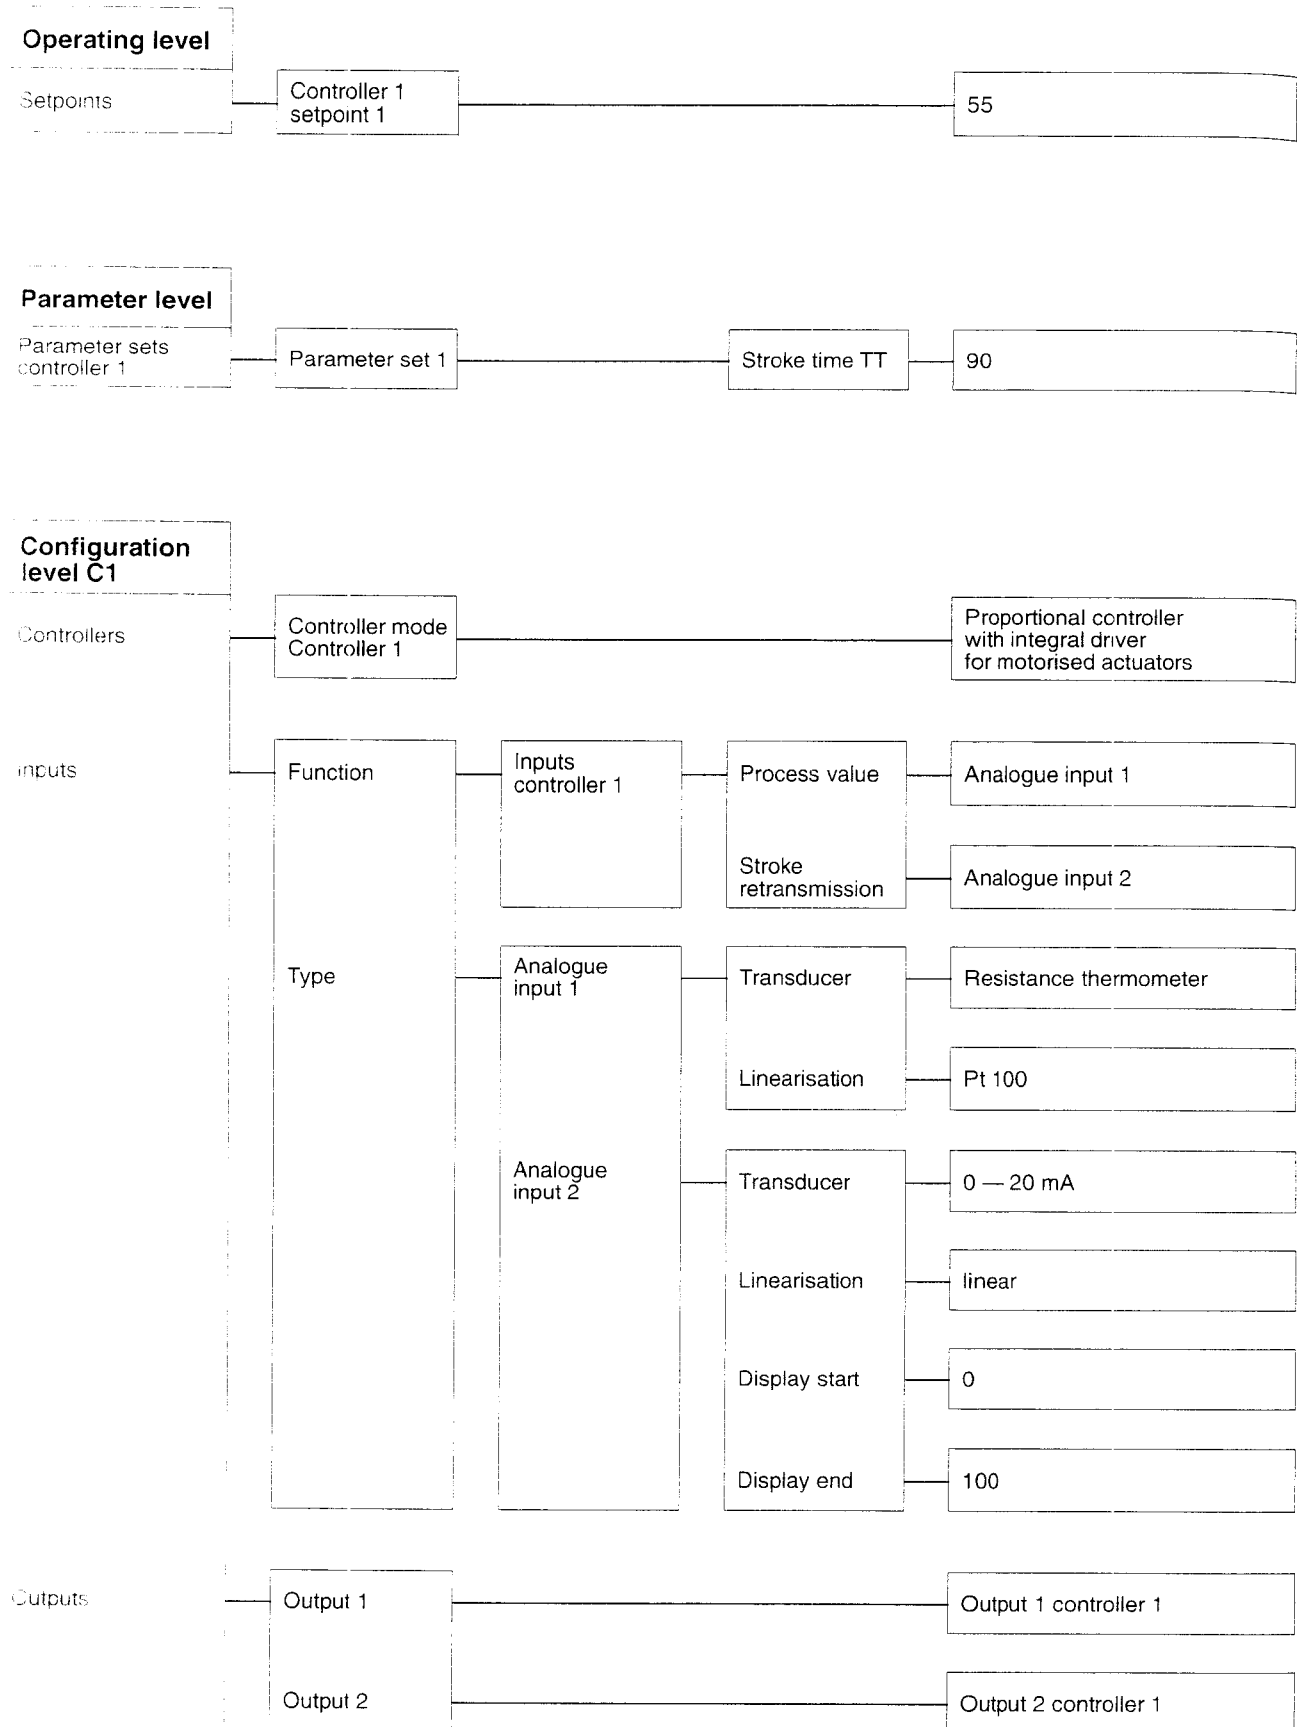 Operating level
Setpoints
Controller 1
setpoint 1
55
Parameter level
Parameter sets
controller 1
Parameter set 1
Stroke time TT
90
Configuration
level C1
Controllers
Controller mode
Controller 1
Proportional controller
with integral driver
for motorised actuators
Inputs
Function
Inputs
controller 1
Process value
Analogue input 1
Stroke
retransmission
Analogue input 2
Type
Analogue
input 1
Transducer
Resistance thermometer
Linearisation
Pt 100
Analogue
input 2
Transducer
0 — 20 mA
Linearisation
linear
Display start
0
Display end
100
Outputs
Output 1
Output 1 controller 1
Output 2
Output 2 controller 1